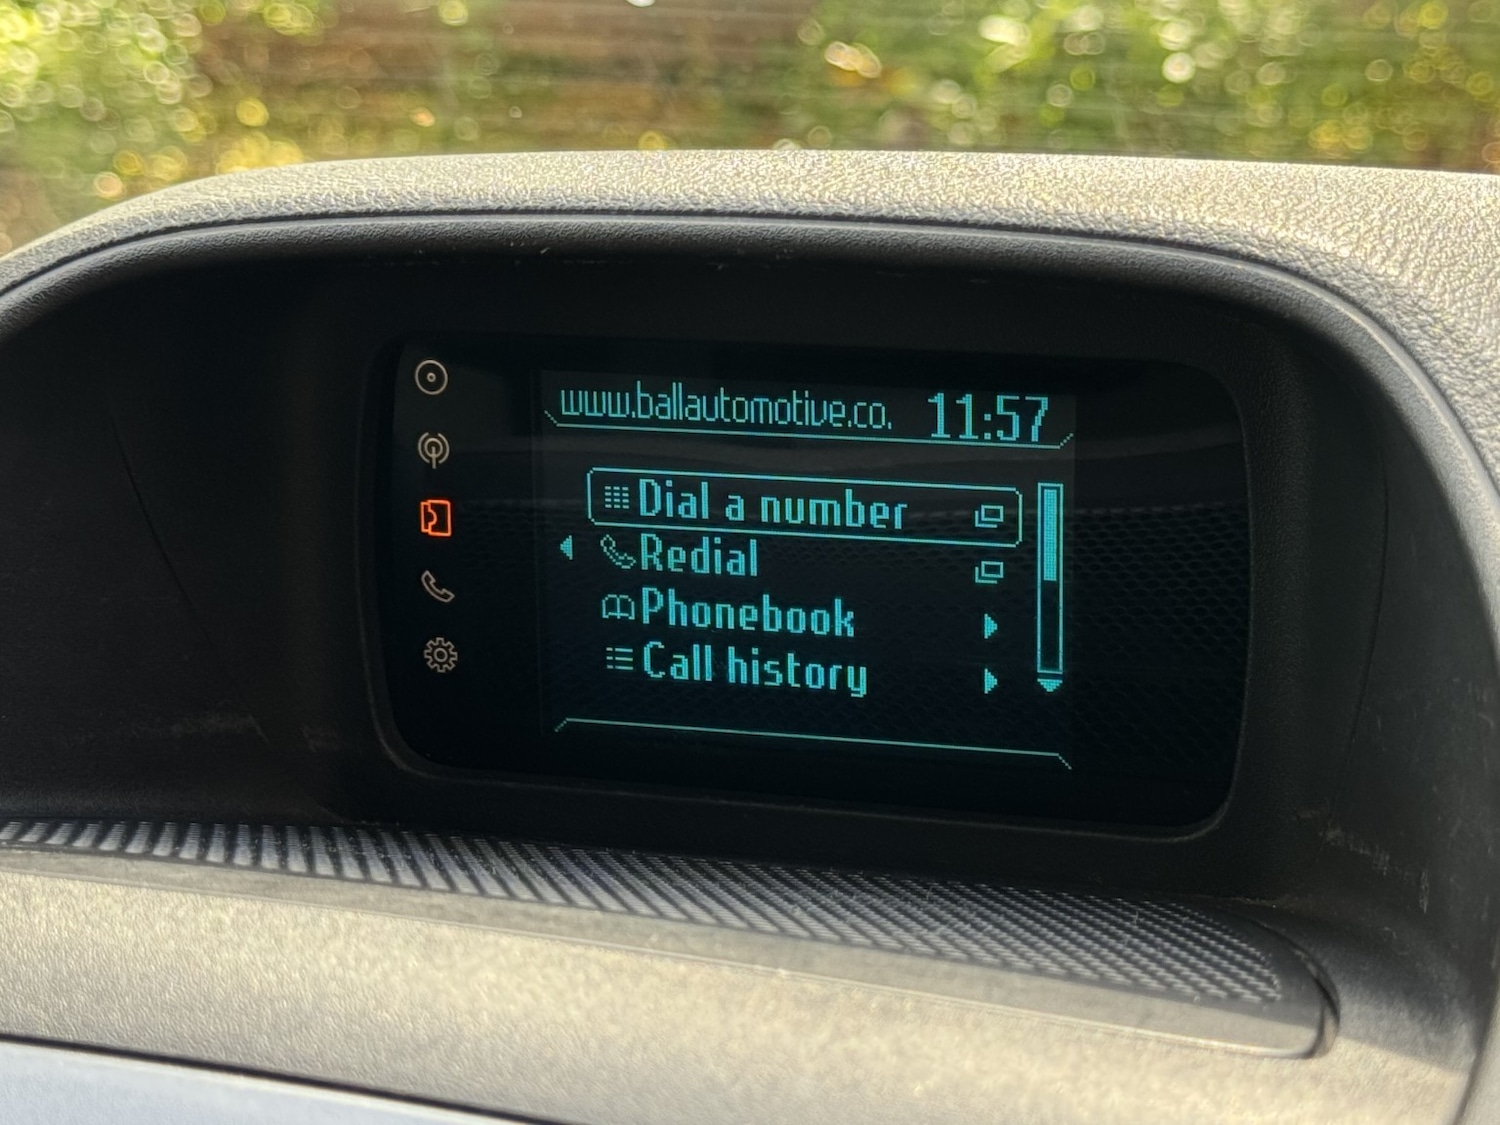 www.ballautomotive.co. 11:57
Dial a number
Redial
Phonebook
Call history